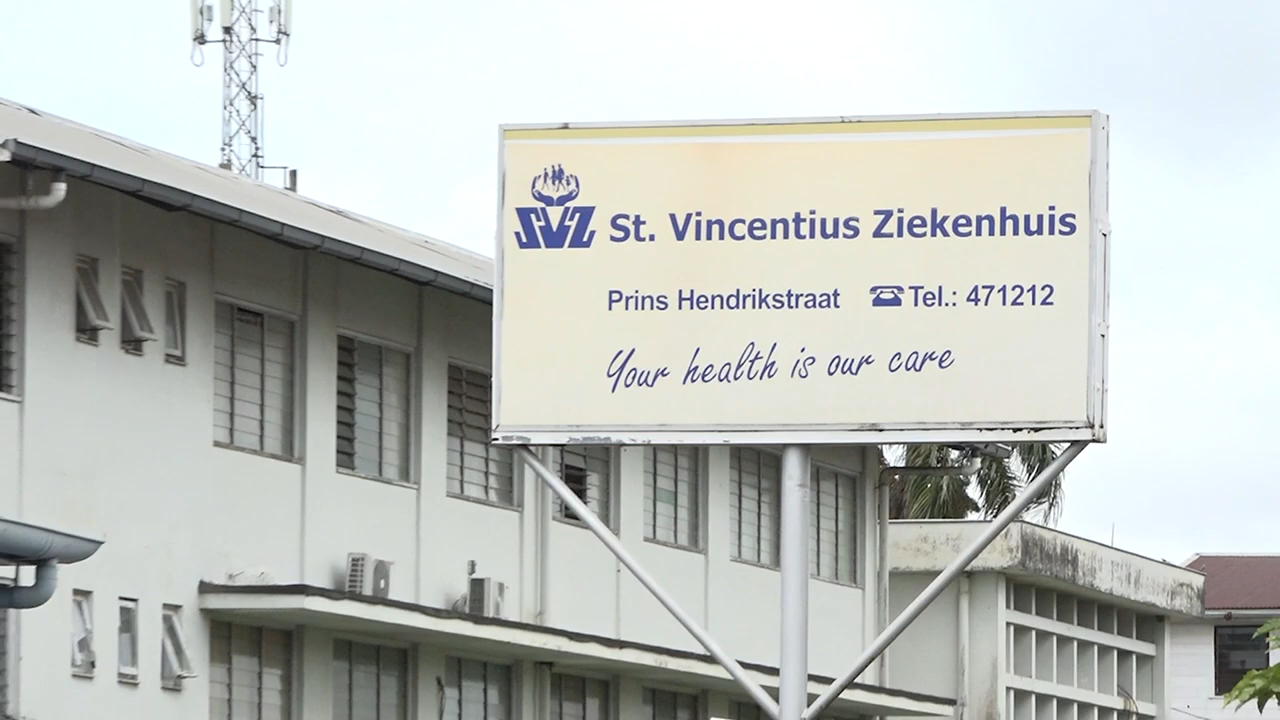 SVZ St. Vincentius Ziekenhuis
Prins Hendrikstraat ☎Tel.: 471212
Your health is our care